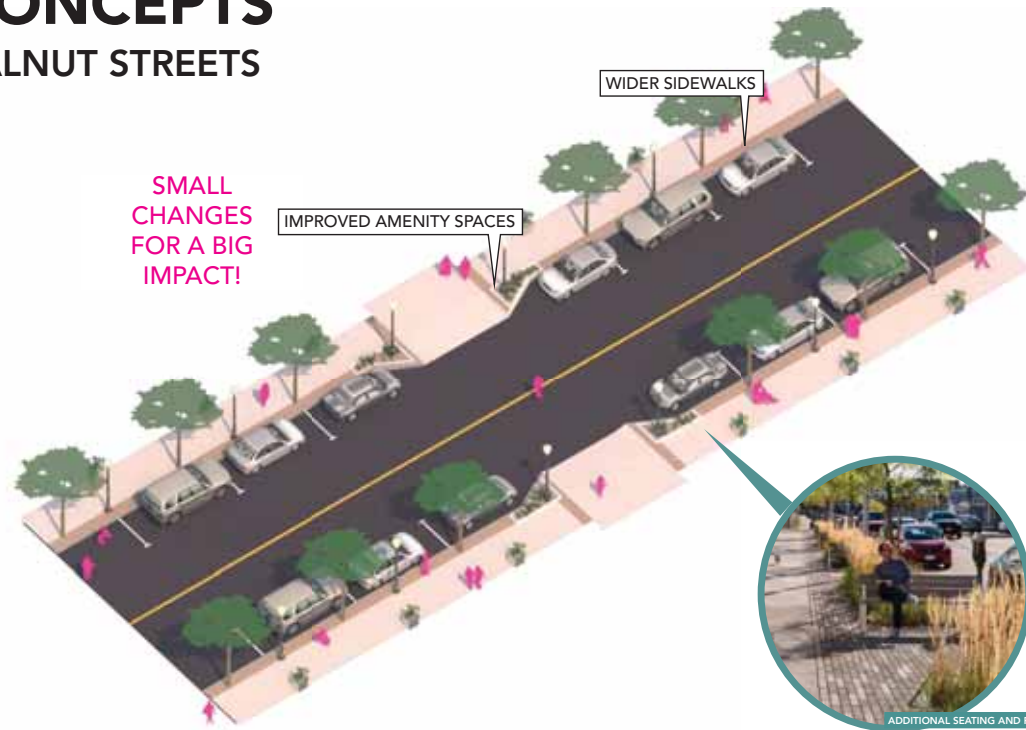 ONCEPTS
ALNUT STREETS
WIDER SIDEWALKS
SMALL
CHANGES
FOR A BIG
IMPACT!
IMPROVED AMENITY SPACES
ADDITIONAL SEATING AND